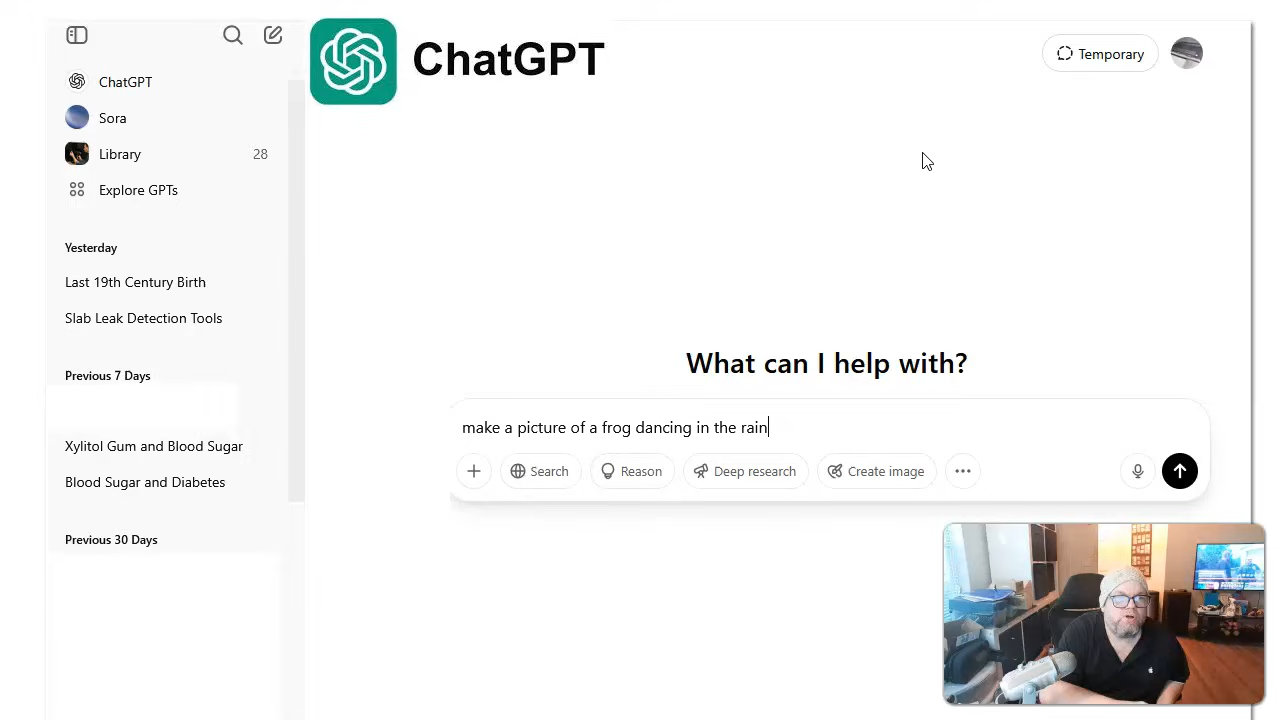 ChatGPT
Temporary
ChatGPT
Sora
Library 28
Explore GPTs
Yesterday
Last 19th Century Birth
Slab Leak Detection Tools
Previous 7 Days
Xylitol Gum and Blood Sugar
Blood Sugar and Diabetes
Previous 30 Days
What can I help with?
make a picture of a frog dancing in the rain
Search Reason Deep research Create image